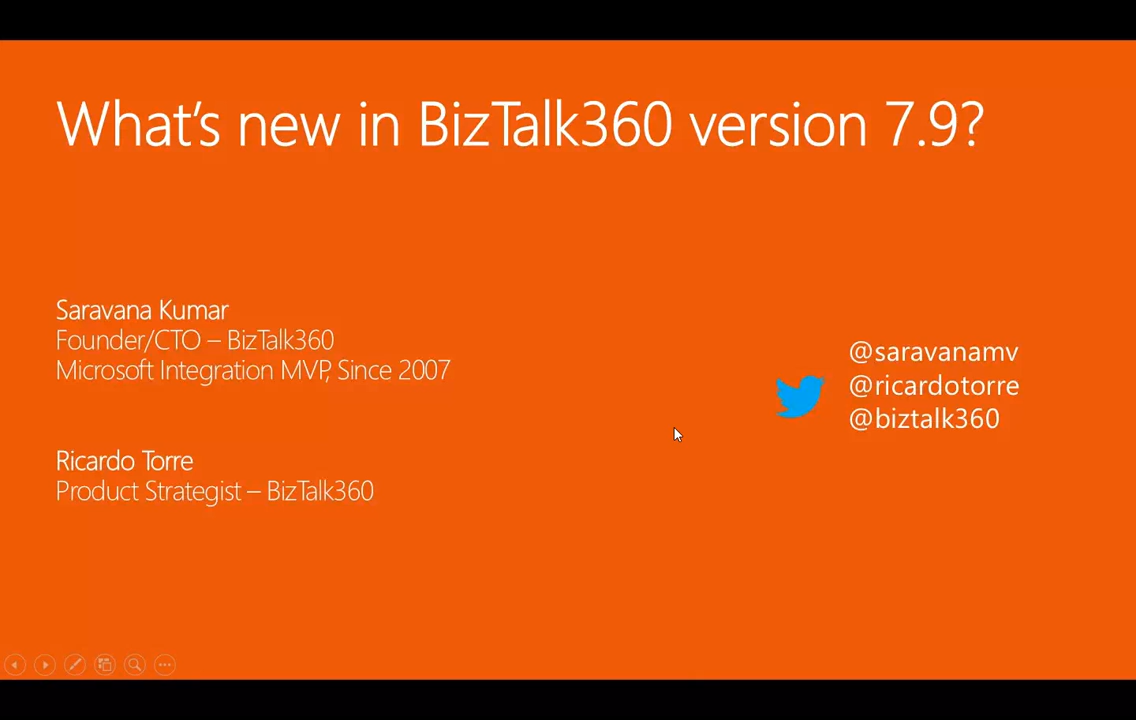 What's new in BizTalk360 version 7.9?
Saravana Kumar
Founder/CTO – BizTalk360
Microsoft Integration MVP, Since 2007
Ricardo Torre
Product Strategist – BizTalk360
@saravanamv
@ricardotorre
@biztalk360